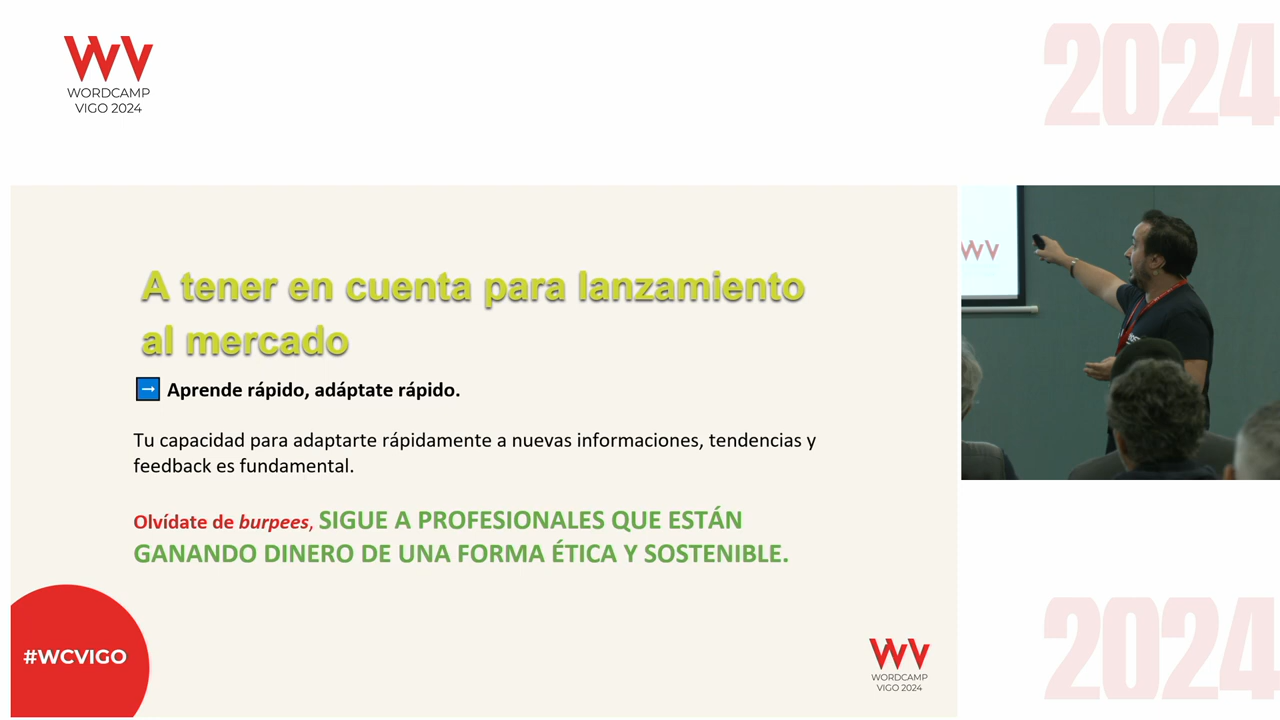 WORDCAMP
VIGO 2024
2024
A tener en cuenta para lanzamiento
al mercado
Aprende rápido, adáptate rápido.
Tu capacidad para adaptarte rápidamente a nuevas informaciones, tendencias y
feedback es fundamental.
Olvídate de burpees, SIGUE A PROFESIONALES QUE ESTÁN
GANANDO DINERO DE UNA FORMA ÉTICA Y SOSTENIBLE.
#WCVIGO
WORDCAMP
VIGO 2024
2024